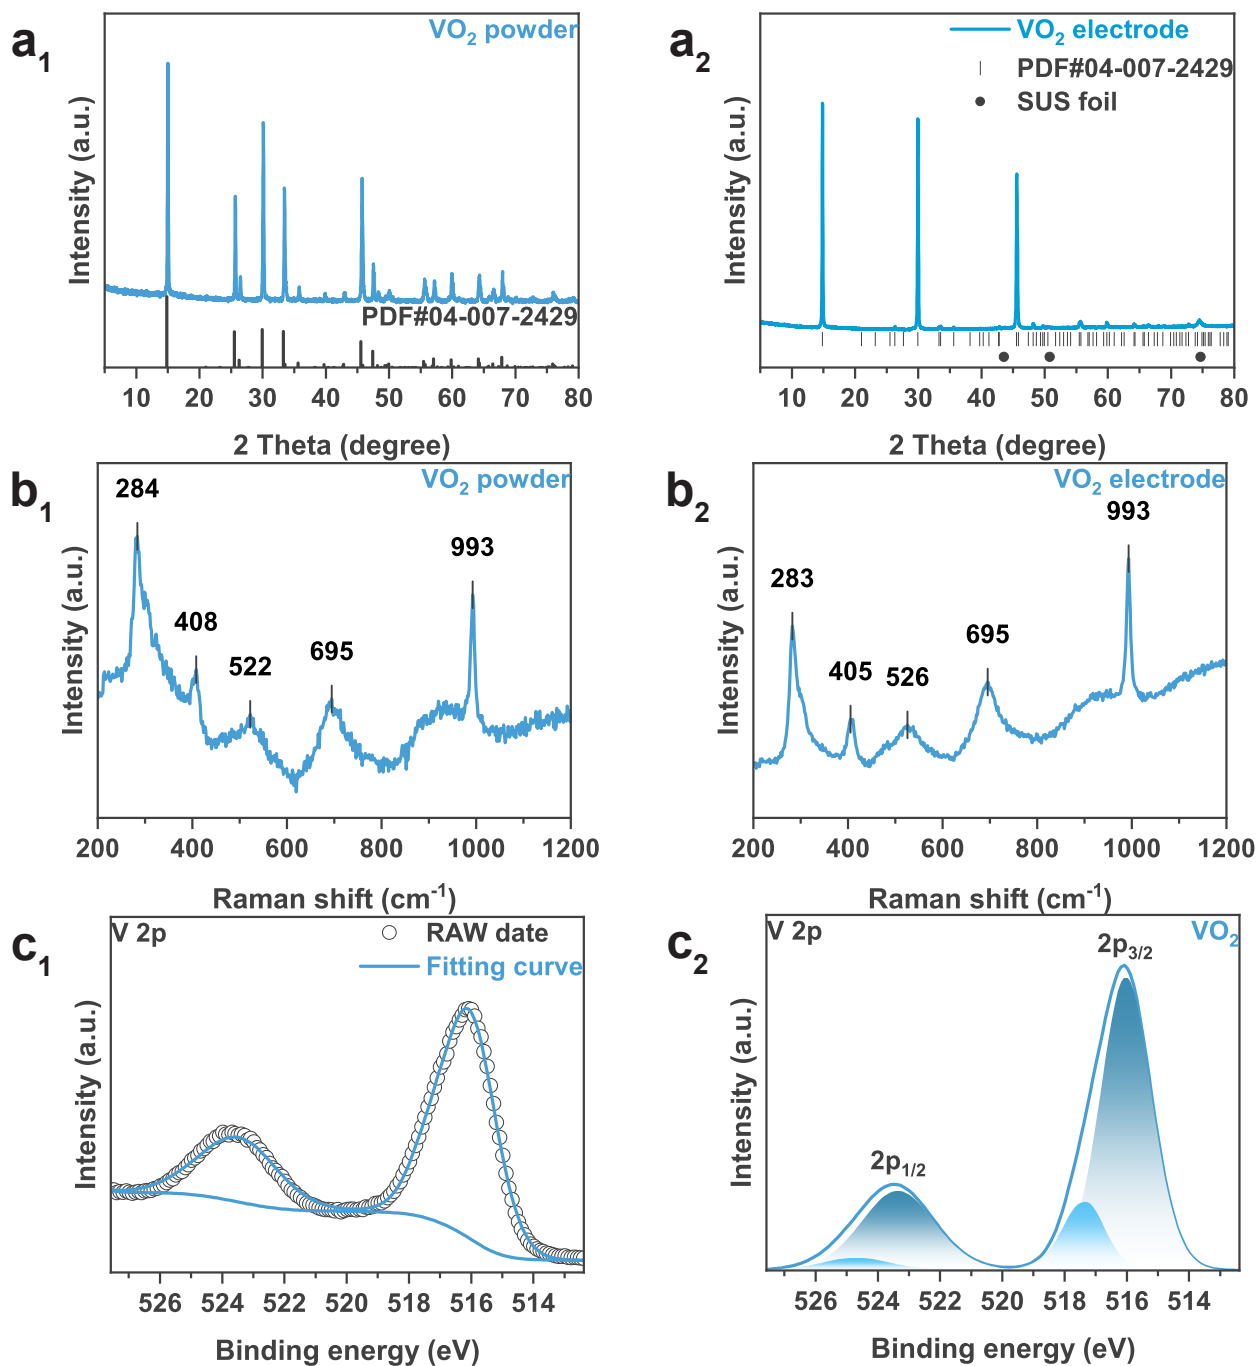 a1
VO2 powder
Intensity (a.u.)
PDF#04-007-2429
10 20 30 40 50 60 70 80
2 Theta (degree)
a2
VO2 electrode
PDF#04-007-2429
SUS foil
Intensity (a.u.)
10 20 30 40 50 60 70 80
2 Theta (degree)
b1
VO2 powder
284
993
408
522
695
Intensity (a.u.)
200 400 600 800 1000 1200
Raman shift (cm-1)
b2
VO2 electrode
993
283
405
526
695
Intensity (a.u.)
200 400 600 800 1000 1200
Raman shift (cm-1)
c1
V 2p
RAW date
Fitting curve
Intensity (a.u.)
526 524 522 520 518 516 514
Binding energy (eV)
c2
V 2p
VO2
2p3/2
2p1/2
Intensity (a.u.)
526 524 522 520 518 516 514
Binding energy (eV)